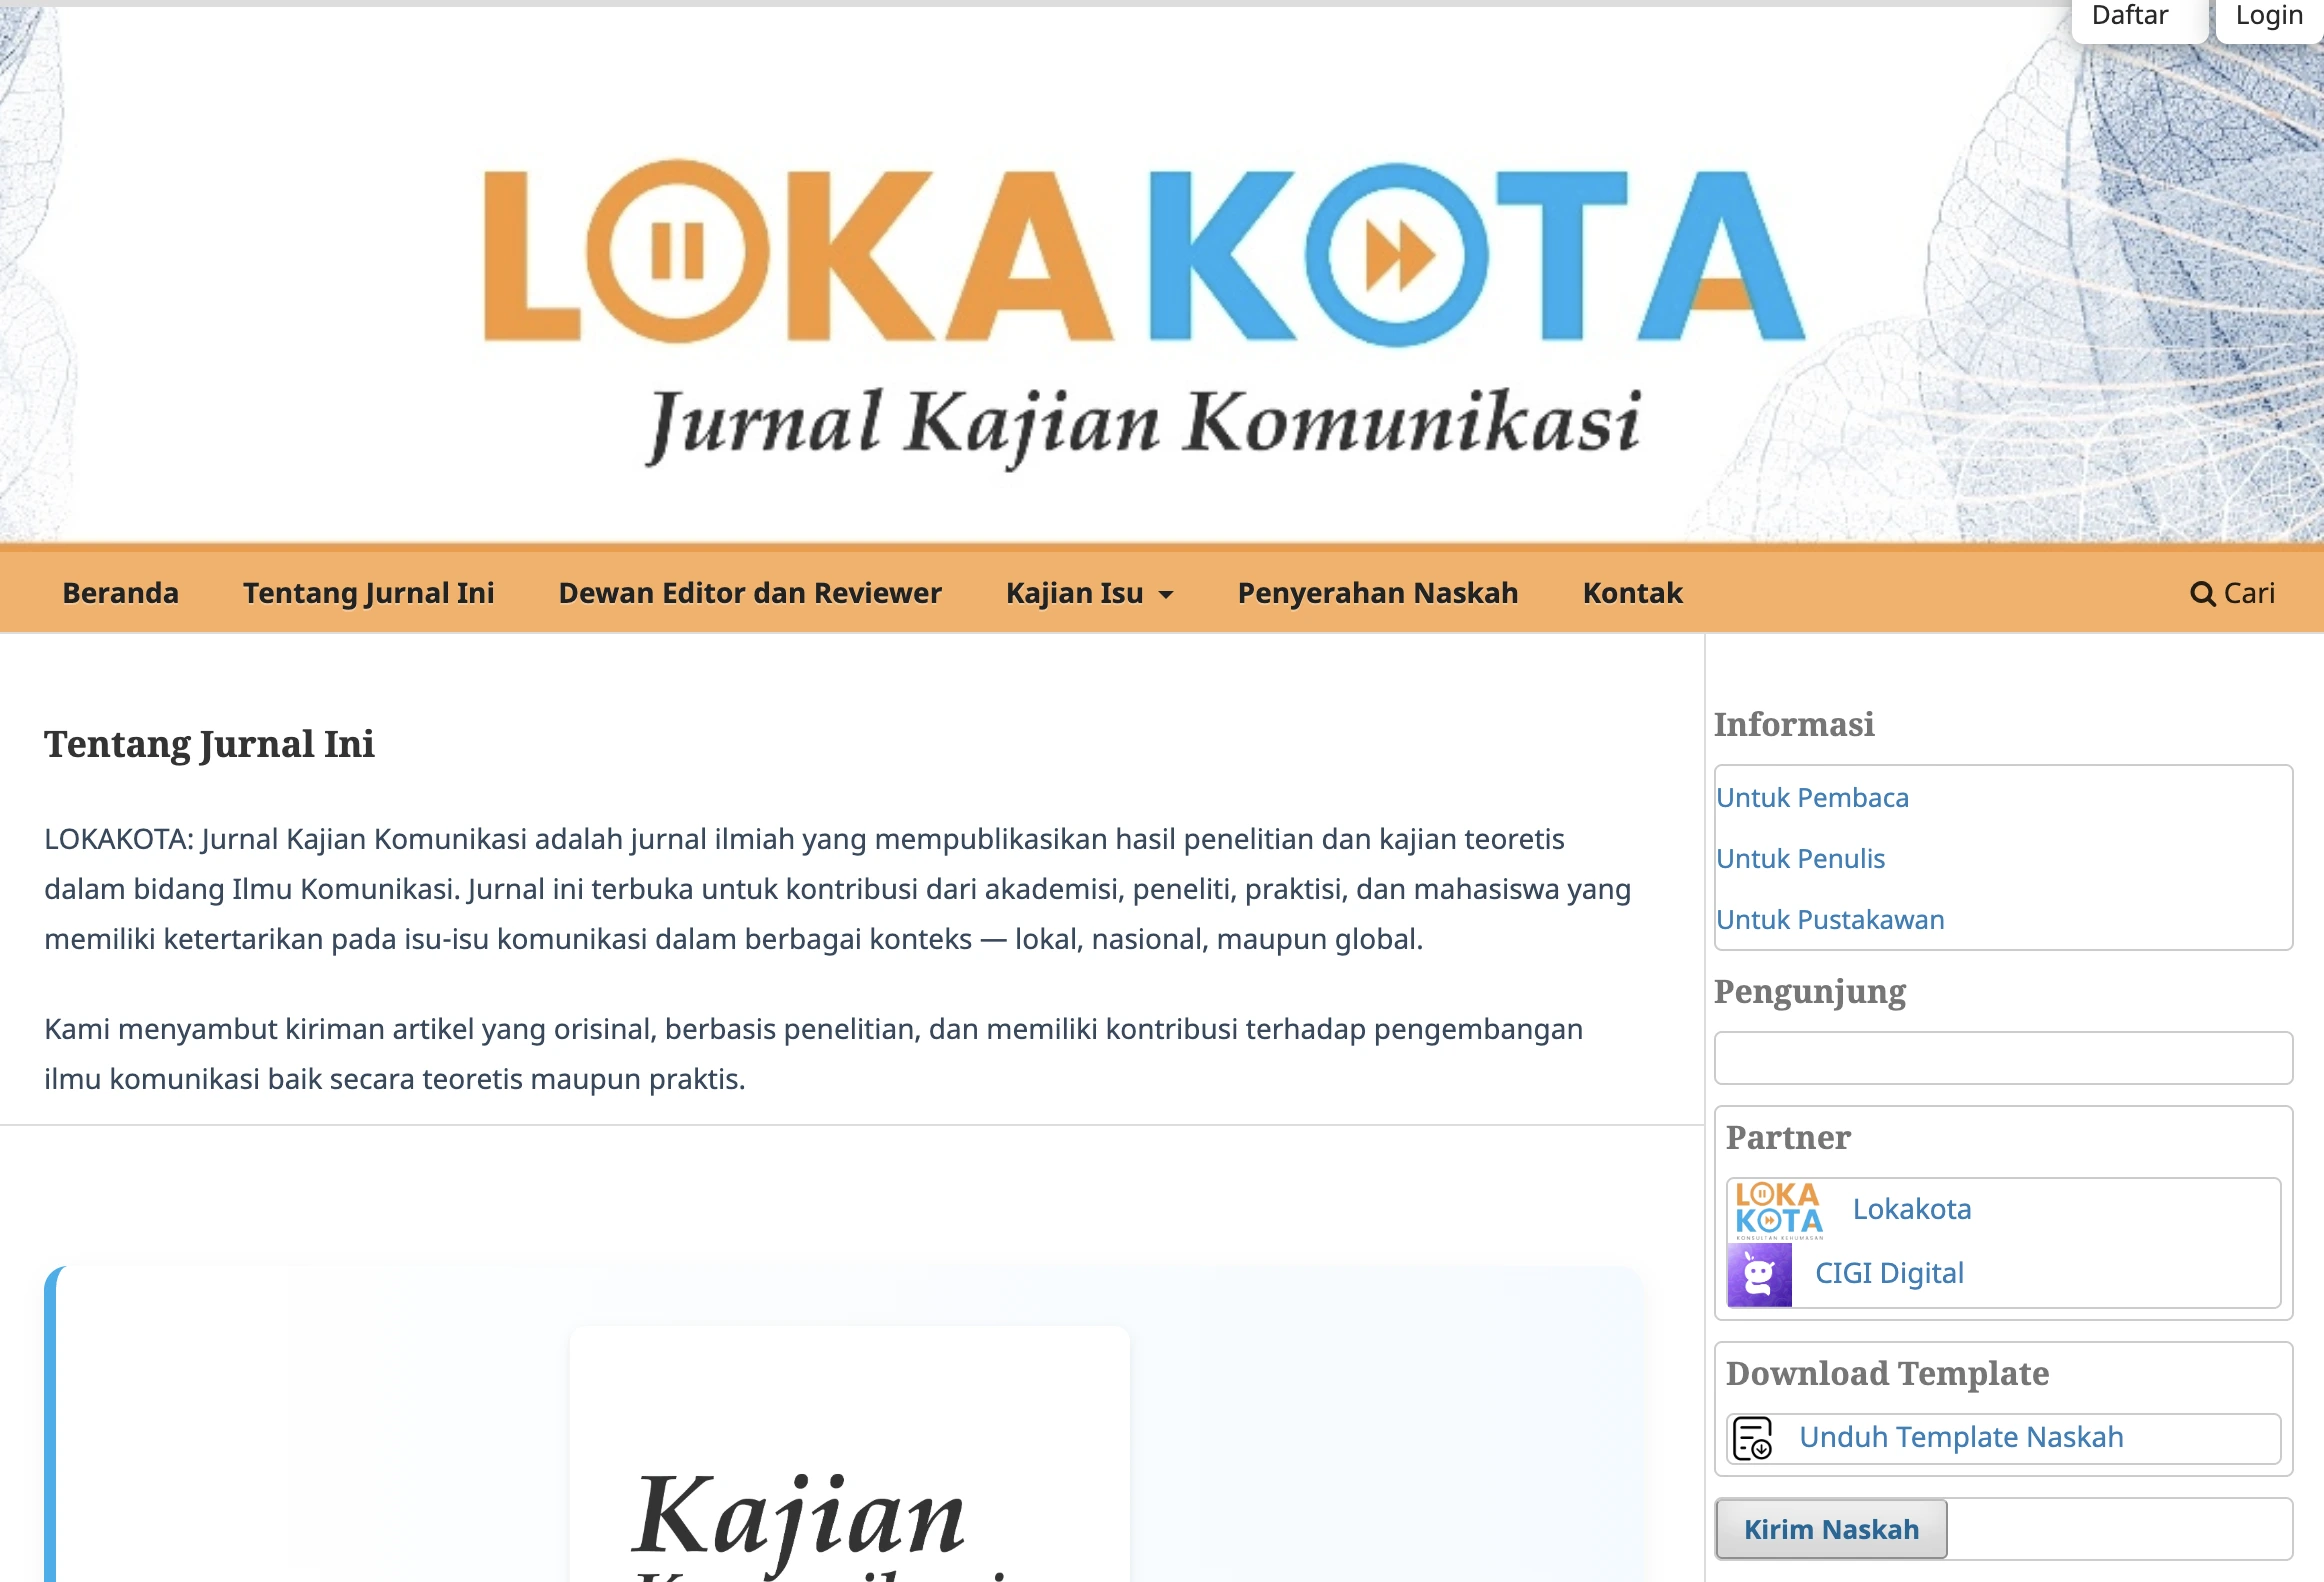 Daftar
Login
LOKAKOTA
Jurnal Kajian Komunikasi
Beranda
Tentang Jurnal Ini
Dewan Editor dan Reviewer
Kajian Isu
Penyerahan Naskah
Kontak
Cari
Tentang Jurnal Ini
LOKAKOTA: Jurnal Kajian Komunikasi adalah jurnal ilmiah yang mempublikasikan hasil penelitian dan kajian teoretis
dalam bidang Ilmu Komunikasi. Jurnal ini terbuka untuk kontribusi dari akademisi, peneliti, praktisi, dan mahasiswa yang
memiliki ketertarikan pada isu-isu komunikasi dalam berbagai konteks — lokal, nasional, maupun global.
Kami menyambut kiriman artikel yang orisinal, berbasis penelitian, dan memiliki kontribusi terhadap pengembangan
ilmu komunikasi baik secara teoretis maupun praktis.
Kajian
Informasi
Untuk Pembaca
Untuk Penulis
Untuk Pustakawan
Pengunjung
Partner
LOKA
KOTA
KONSULTAN KEHUMASAN
Lokakota
CIGI Digital
Download Template
Unduh Template Naskah
Kirim Naskah